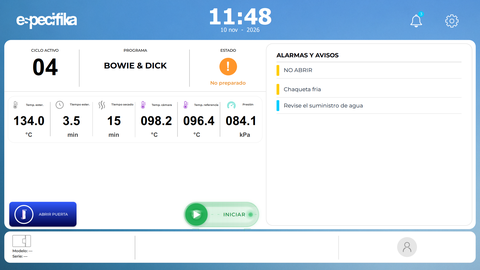 e·specifika
11:48
10 nov - 2026
CICLO ACTIVO
04
PROGRAMA
BOWIE & DICK
ESTADO
No preparado
ALARMAS Y AVISOS
NO ABRIR
Chaqueta fría
Revise el suministro de agua
Temp. ester.
134.0
°C
Tiempo ester.
3.5
min
Tiempo secado
15
min
Temp. cámara
098.2
°C
Temp. referencia
096.4
°C
Presión
084.1
kPa
ABRIR PUERTA
INICIAR
Modelo: --
Serie: --